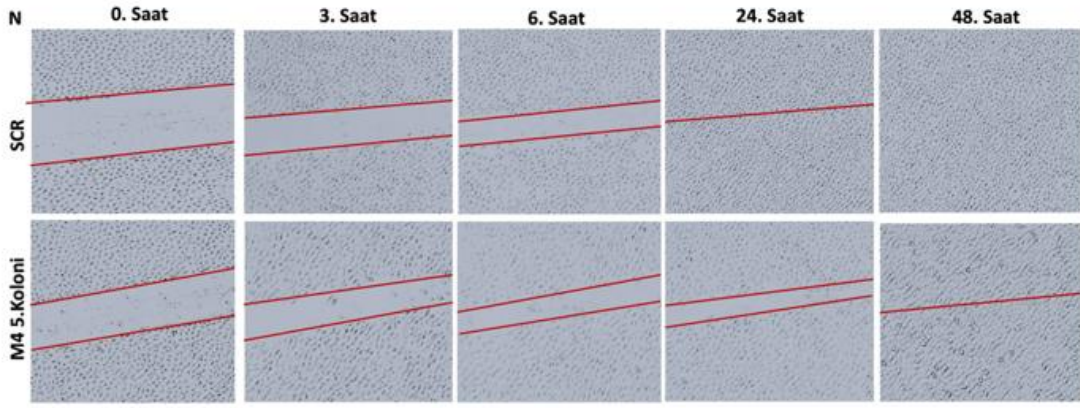 N
0. Saat
3. Saat
6. Saat
24. Saat
48. Saat
SCR
M4 5.Koloni